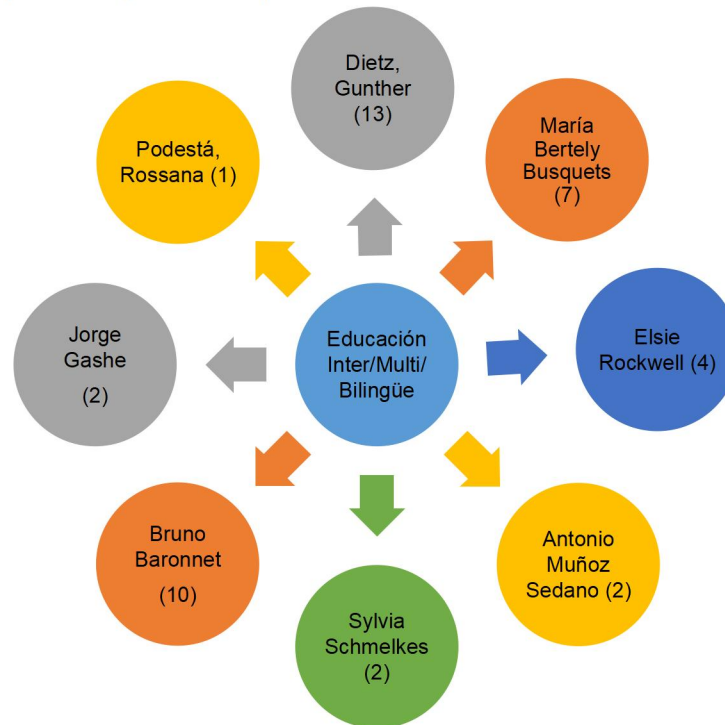 Dietz,
Gunther
(13)
María
Bertely
Busquets
(7)
Elsie
Rockwell (4)
Antonio
Muñoz
Sedano (2)
Sylvia
Schmelkes
(2)
Bruno
Baronnet
(10)
Jorge
Gashe
(2)
Podestá,
Rossana (1)
Educación
Inter/Multi/
Bilingüe